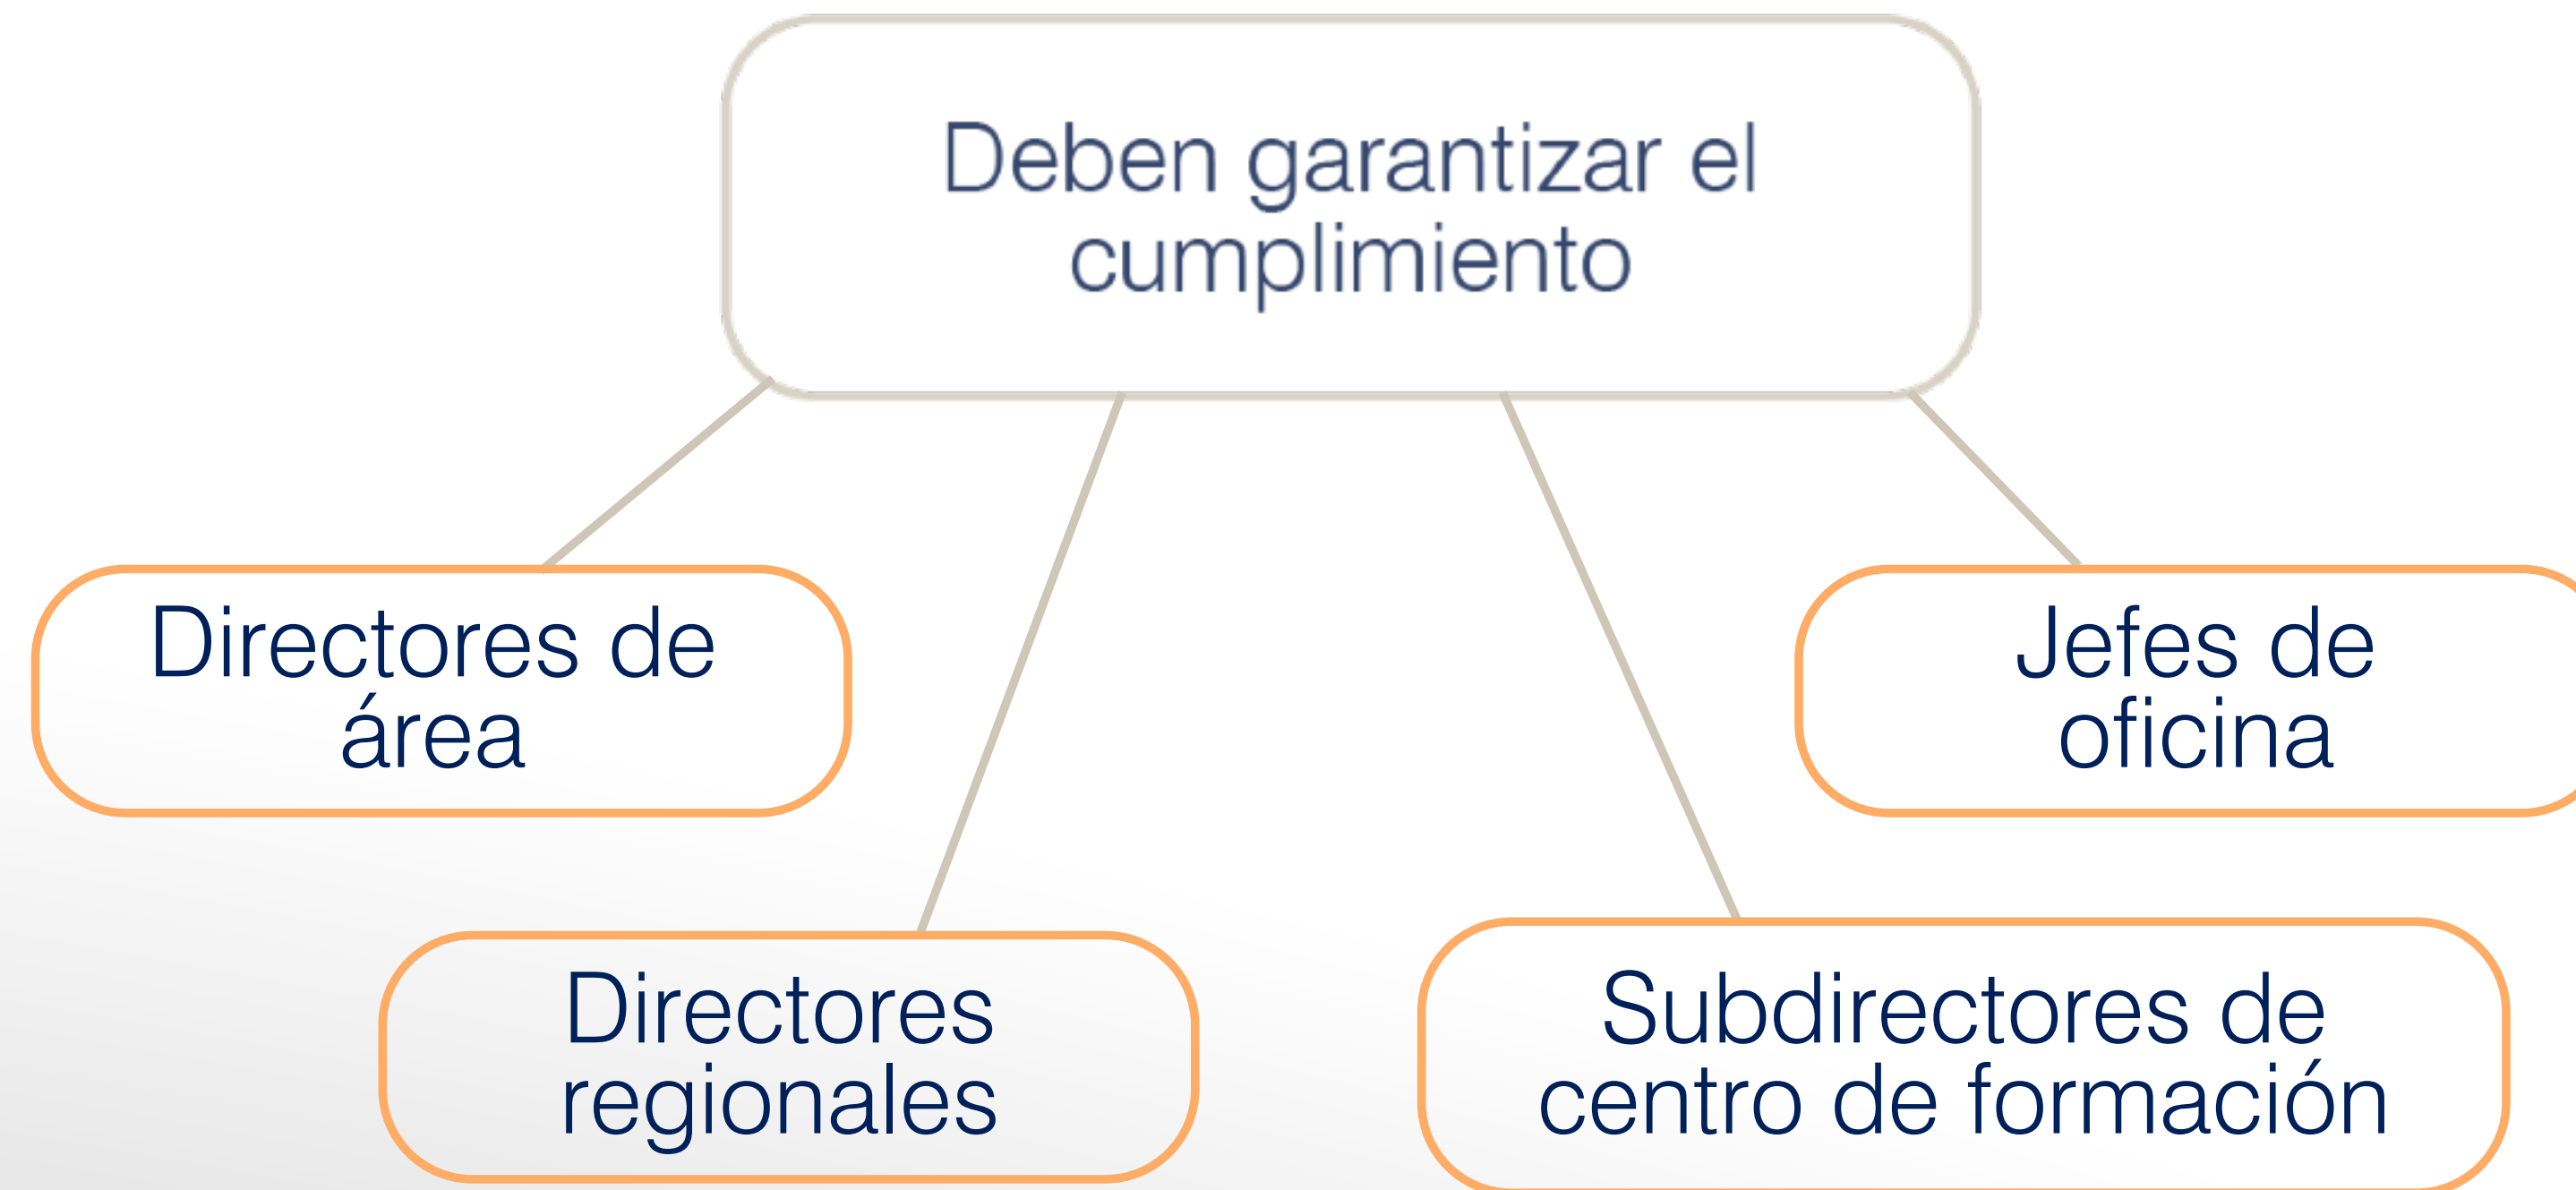 Deben garantizar el
cumplimiento
Directores de
área
Jefes de
oficina
Directores
regionales
Subdirectores de
centro de formación